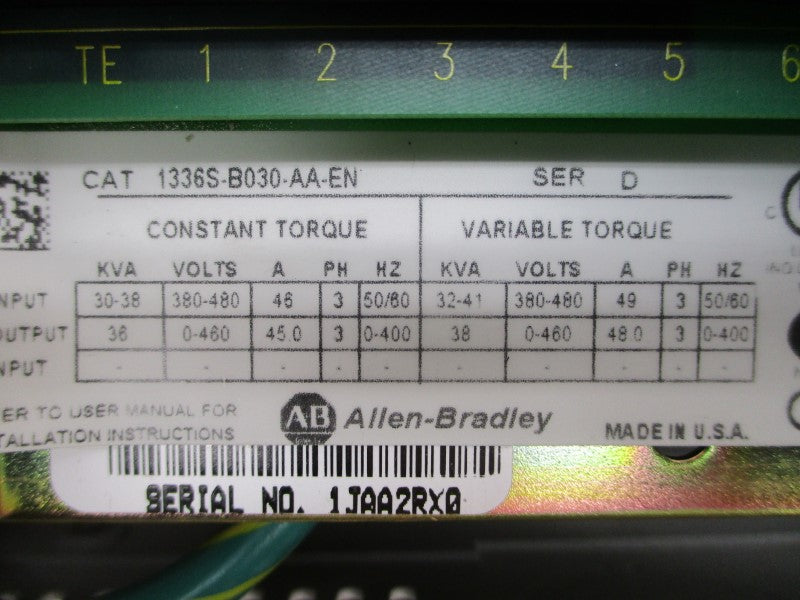 TE 1 2 3 4 5 6
CAT 1336S-B030-AA-EN SER D
CONSTANT TORQUE VARIABLE TORQUE
KVA VOLTS A PH HZ KVA VOLTS A PH HZ
NPUT 30-38 380-480 46 3 50/60 32-41 380-480 49 3 50/60
OUTPUT 36 0-460 45.0 3 0-400 38 0-460 48.0 3 0-400
NPUT - - - - - - - - - -
ER TO USER MANUAL FOR
TALLATION INSTRUCTIONS
AB Allen-Bradley
MADE IN U.S.A.
SERIAL NO. 1JAA2RX0